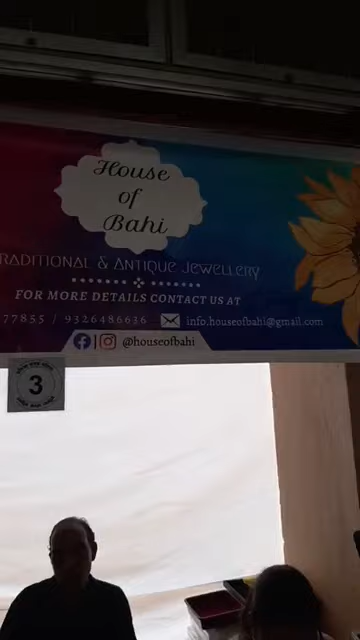 House
of
Bahi
RADITIONAL & ANTIQUE JEWELLERY
FOR MORE DETAILS CONTACT US AT
77855 / 9326486636 info.houseofbahi@gmail.com
@houseofbahi
3